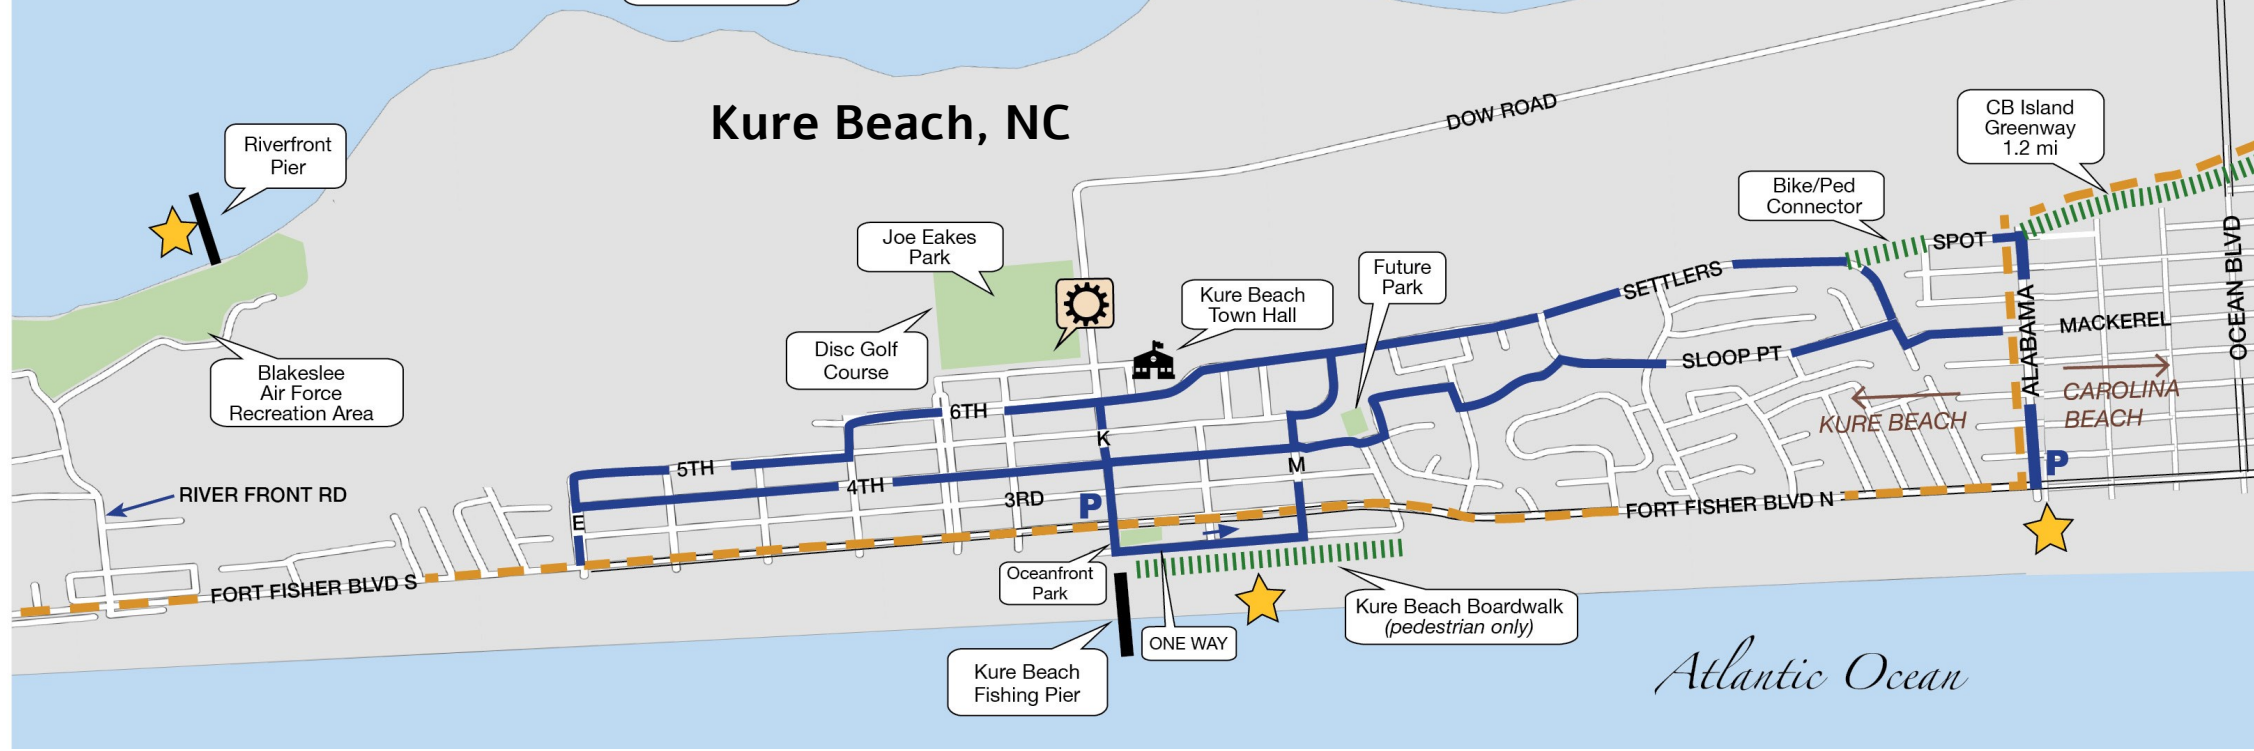 Kure Beach, NC
DOW ROAD
CB Island
Greenway
1.2 mi
Riverfront
Pier
Bike/Ped
Connector
Joe Eakes
Park
SPOT
OCEAN BLVD
Future
Park
Kure Beach
Town Hall
SETTLERS
ALABAMA
MACKEREL
Disc Golf
Course
SLOOP PT
Blakeslee
Air Force
Recreation Area
CAROLINA
BEACH
KURE BEACH
6TH
K
5TH
M
P
4TH
RIVER FRONT RD
3RD
P
FORT FISHER BLVD N
E
FORT FISHER BLVD S
Oceanfront
Park
Kure Beach Boardwalk
(pedestrian only)
ONE WAY
Kure Beach
Fishing Pier
Atlantic Ocean